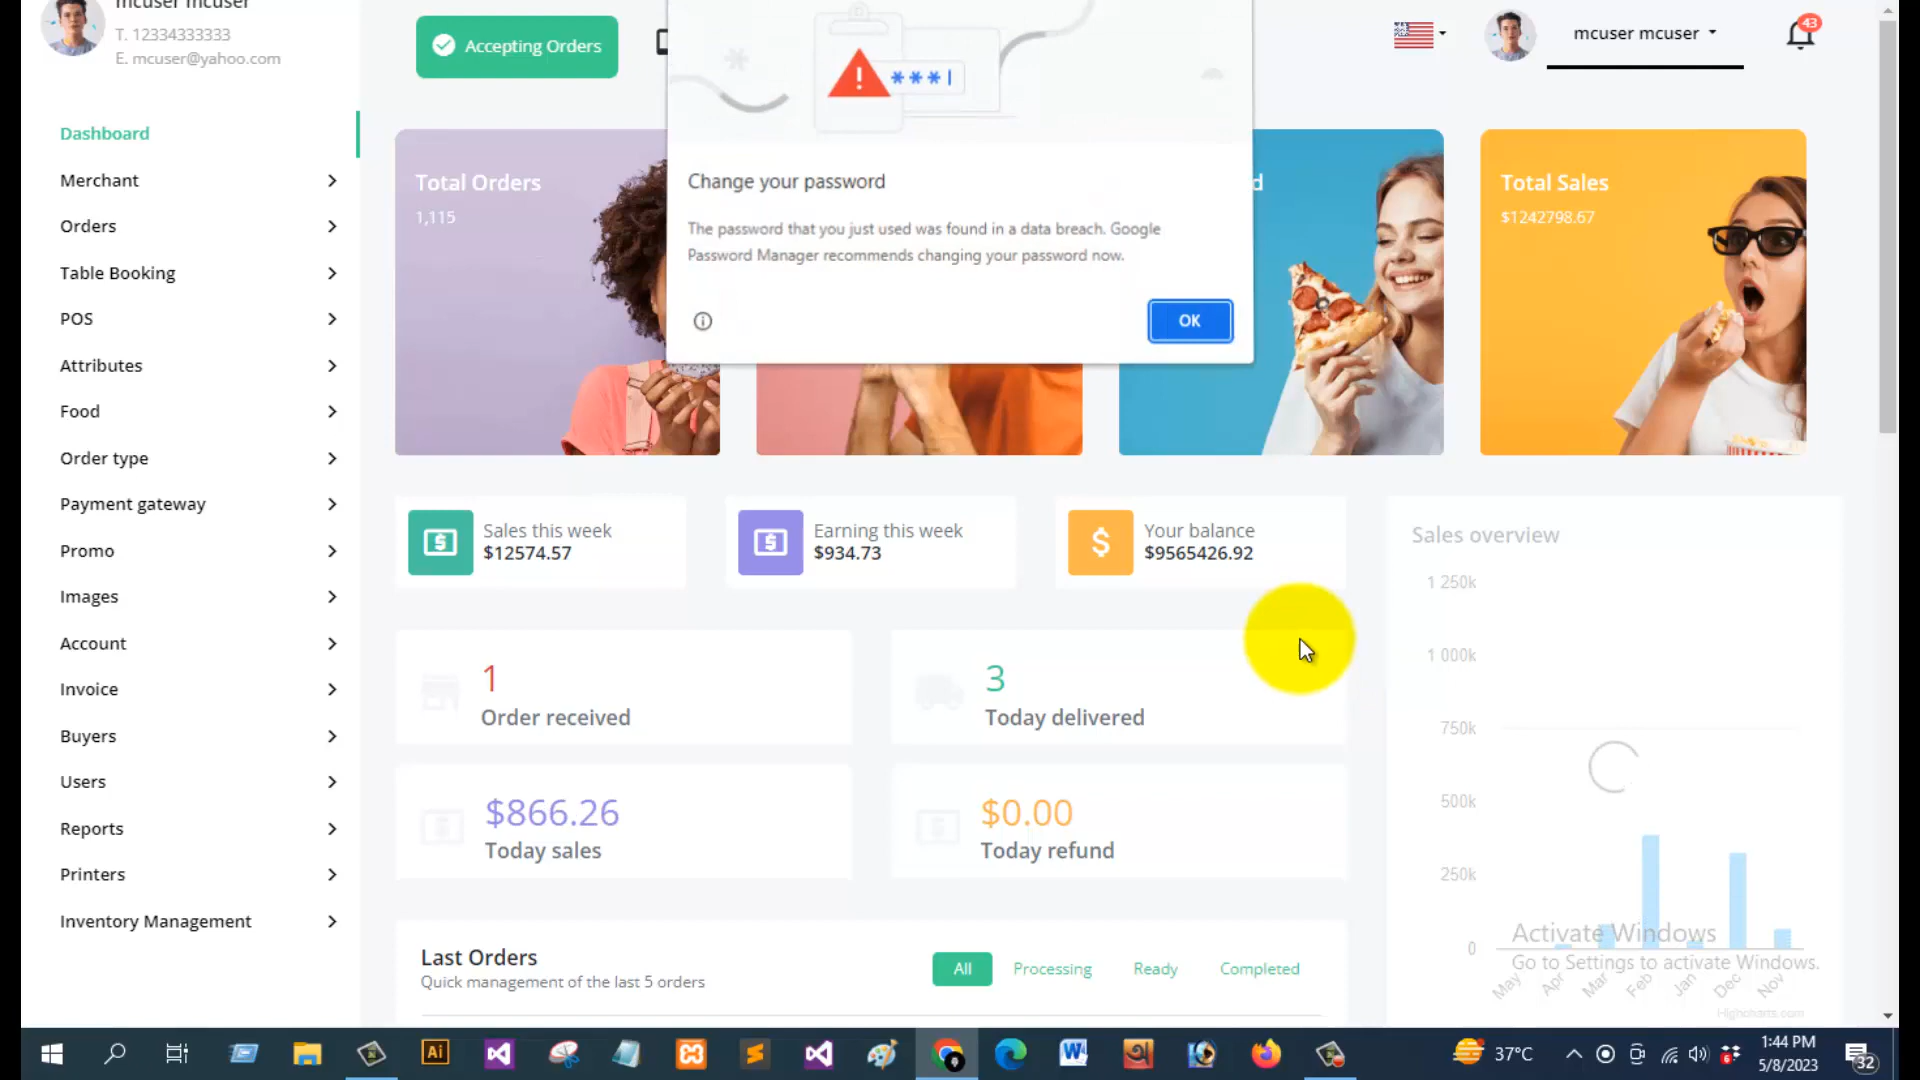 mcuser mcuser
T. 12334333333
E. mcuser@yahoo.com
Dashboard
Merchant
Orders
Table Booking
POS
Attributes
Food
Order type
Payment gateway
Promo
Images
Account
Invoice
Buyers
Users
Reports
Printers
Inventory Management
Accepting Orders
mcuser mcuser
43
***|
Change your password
The password that you just used was found in a data breach. Google
Password Manager recommends changing your password now.
OK
Total Orders
1,115
d
Total Sales
$1242798.67
Sales this week
$12574.57
Earning this week
$934.73
Your balance
$9565426.92
1
Order received
3
Today delivered
$866.26
Today sales
$0.00
Today refund
Sales overview
1 250k
1 000k
750k
500k
250k
0
May
Apr
Mar
Feb
Jan
Dec
Nov
Highcharts.com
Activate Windows
Go to Settings to activate Windows.
Last Orders
Quick management of the last 5 orders
All
Processing
Ready
Completed
Ai
37°C
1:44 PM
5/8/2023
32